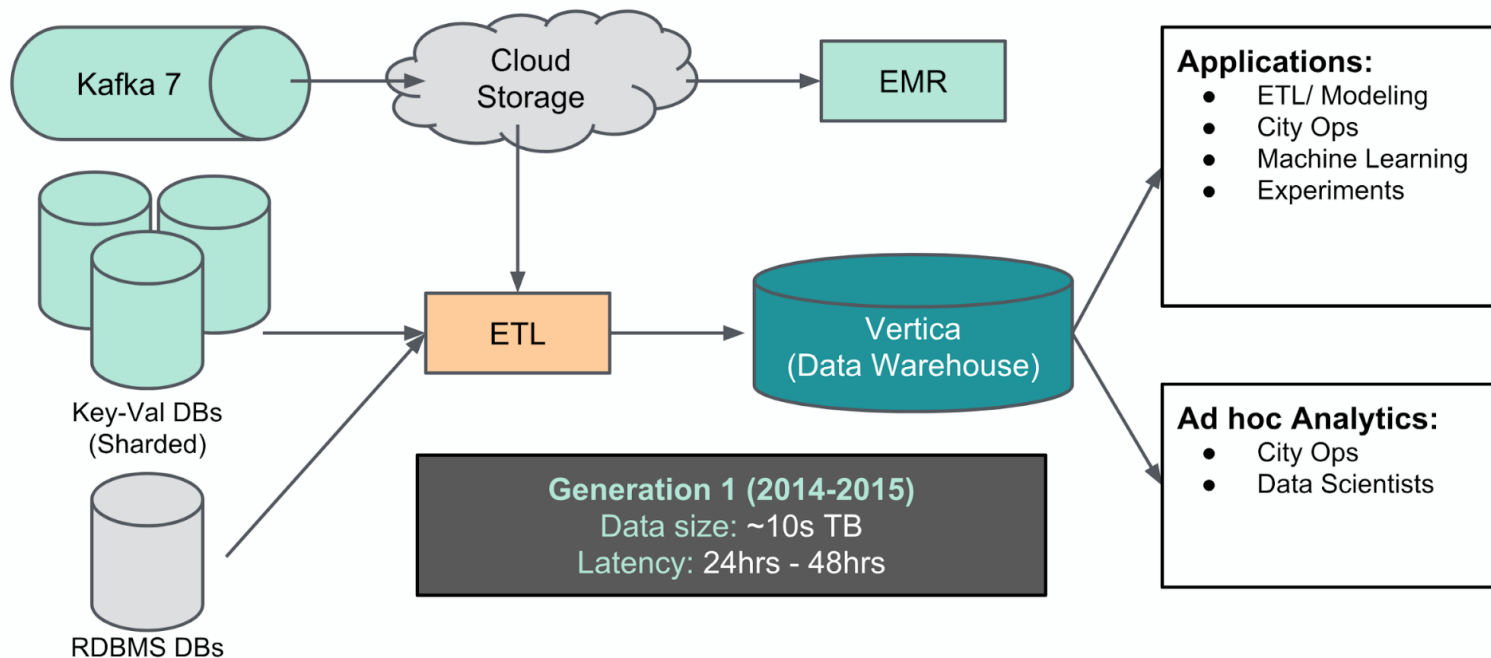 Kafka 7
Cloud
Storage
EMR
Applications:
● ETL/ Modeling
● City Ops
● Machine Learning
● Experiments
ETL
Vertica
(Data Warehouse)
Key-Val DBs
(Sharded)
Ad hoc Analytics:
● City Ops
● Data Scientists
Generation 1 (2014-2015)
Data size: ~10s TB
Latency: 24hrs - 48hrs
RDBMS DBs